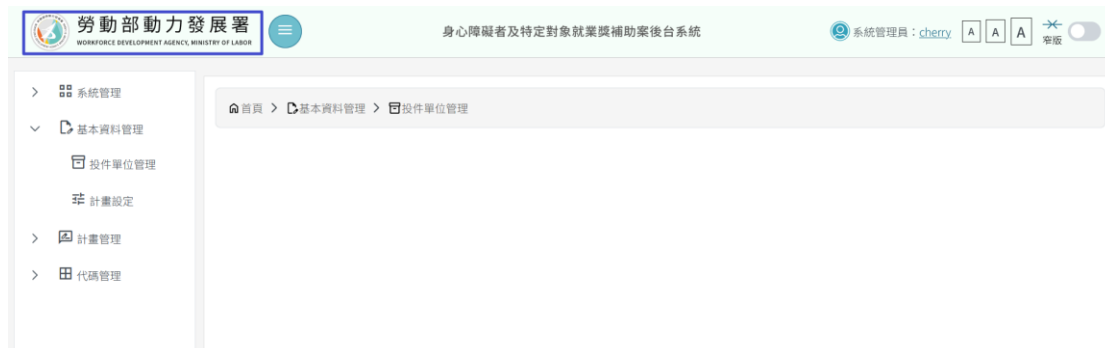 勞動部動力發展署
WORKFORCE DEVELOPMENT AGENCY, MINISTRY OF LABOR
身心障礙者及特定對象就業獎補助案後台系統
系統管理員：cherry
A A A
窄版
系統管理
首頁 > 基本資料管理 > 投件單位管理
基本資料管理
投件單位管理
計畫設定
計畫管理
代碼管理